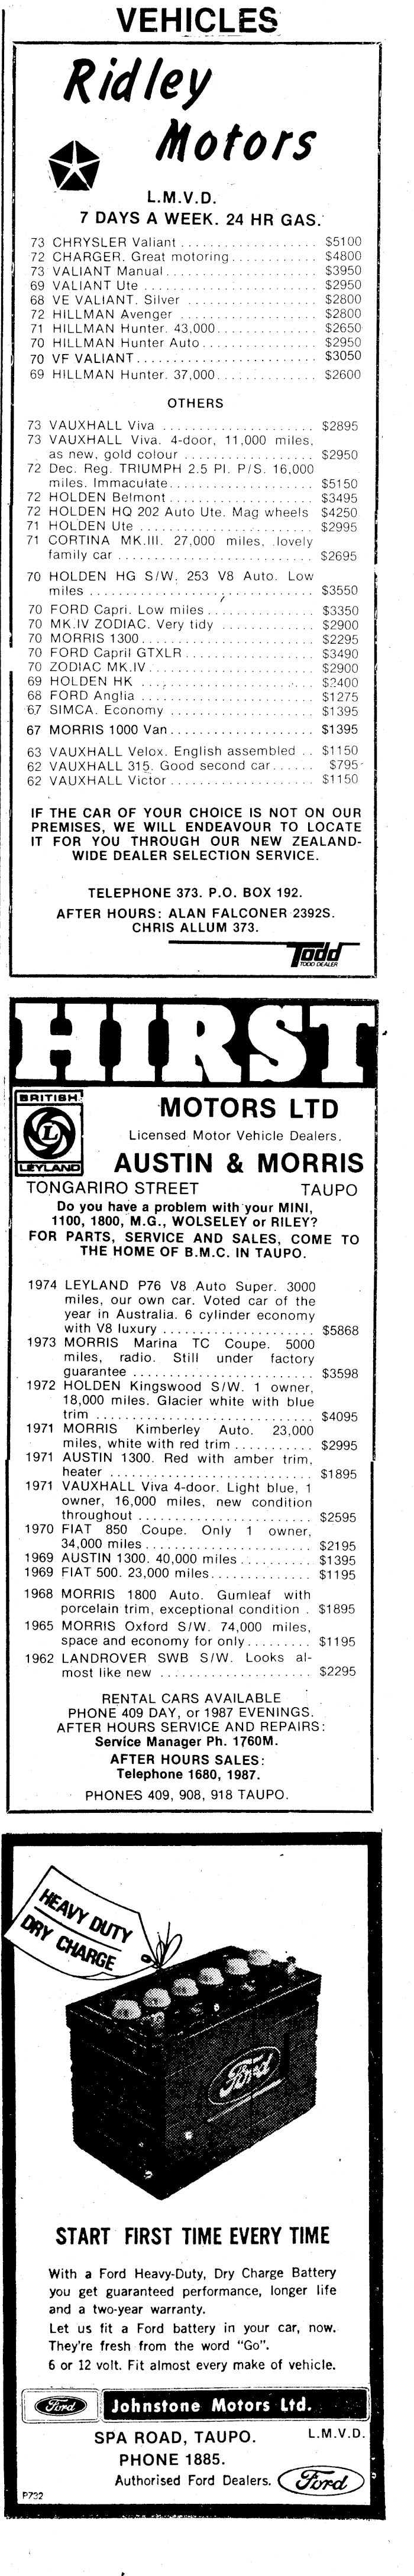 VEHICLES
Ridley
Motors
L.M.V.D.
7 DAYS A WEEK. 24 HR GAS.
73 CHRYSLER Valiant . . . . . . . . . . . . . . . . . . . $5100
72 CHARGER. Great motoring . . . . . . . . . . . $4800
73 VALIANT Manual . . . . . . . . . . . . . . . . . . . . $3950
69 VALIANT Ute . . . . . . . . . . . . . . . . . . . . . . . $2950
68 VE VALIANT. Silver . . . . . . . . . . . . . . . . . $2800
72 HILLMAN Avenger . . . . . . . . . . . . . . . . . . $2800
71 HILLMAN Hunter. 43,000 . . . . . . . . . . . . . $2650
70 HILLMAN Hunter Auto . . . . . . . . . . . . . . . $2950
70 VF VALIANT . . . . . . . . . . . . . . . . . . . . . . . . $3050
69 HILLMAN Hunter. 37,000 . . . . . . . . . . . . . $2600
OTHERS
73 VAUXHALL Viva . . . . . . . . . . . . . . . . . . . . $2895
73 VAUXHALL Viva. 4-door, 11,000 miles,
as new, gold colour . . . . . . . . . . . . . . . . . $2950
72 Dec. Reg. TRIUMPH 2.5 PI. P/S. 16,000
miles. Immaculate . . . . . . . . . . . . . . . . . . . $5150
72 HOLDEN Belmont . . . . . . . . . . . . . . . . . . . $3495
72 HOLDEN HQ 202 Auto Ute. Mag wheels $4250
71 HOLDEN Ute . . . . . . . . . . . . . . . . . . . . . . . $2995
71 CORTINA MK.III. 27,000 miles, lovely
family car . . . . . . . . . . . . . . . . . . . . . . . . . . $2695
70 HOLDEN HG S/W. 253 V8 Auto. Low
miles . . . . . . . . . . . . . . . . . . . . . . . . . . . . . . $3550
70 FORD Capri. Low miles . . . . . . . . . . . . . . $3350
70 MK.IV ZODIAC. Very tidy . . . . . . . . . . . . . $2900
70 MORRIS 1300 . . . . . . . . . . . . . . . . . . . . . . . $2295
70 FORD Capril GTXLR . . . . . . . . . . . . . . . . . $3490
70 ZODIAC MK.IV . . . . . . . . . . . . . . . . . . . . . . $2900
69 HOLDEN HK . . . . . . . . . . . . . . . . . . . . . . . $2400
68 FORD Anglia . . . . . . . . . . . . . . . . . . . . . . . $1275
67 SIMCA. Economy . . . . . . . . . . . . . . . . . . . . $1395
67 MORRIS 1000 Van . . . . . . . . . . . . . . . . . . . $1395
63 VAUXHALL Velox. English assembled . . $1150
62 VAUXHALL 315. Good second car . . . . . . $795
62 VAUXHALL Victor . . . . . . . . . . . . . . . . . . . . $1150
IF THE CAR OF YOUR CHOICE IS NOT ON OUR
PREMISES, WE WILL ENDEAVOUR TO LOCATE
IT FOR YOU THROUGH OUR NEW ZEALAND-
WIDE DEALER SELECTION SERVICE.
TELEPHONE 373. P.O. BOX 192.
AFTER HOURS: ALAN FALCONER 2392S.
CHRIS ALLUM 373.
Todd
TODD DEALER
HIRST
BRITISH
L
LEYLAND
MOTORS LTD
Licensed Motor Vehicle Dealers.
AUSTIN & MORRIS
TONGARIRO STREET TAUPO
Do you have a problem with your MINI,
1100, 1800, M.G., WOLSELEY or RILEY?
FOR PARTS, SERVICE AND SALES, COME TO
THE HOME OF B.M.C. IN TAUPO.
1974 LEYLAND P76 V8 Auto Super. 3000
miles, our own car. Voted car of the
year in Australia. 6 cylinder economy
with V8 luxury . . . . . . . . . . . . . . . . . . . . $5868
1973 MORRIS Marina TC Coupe. 5000
miles, radio. Still under factory
guarantee . . . . . . . . . . . . . . . . . . . . . . . . $3598
1972 HOLDEN Kingswood S/W. 1 owner,
18,000 miles. Glacier white with blue
trim . . . . . . . . . . . . . . . . . . . . . . . . . . . . . $4095
1971 MORRIS Kimberley Auto. 23,000
miles, white with red trim . . . . . . . . . . $2995
1971 AUSTIN 1300. Red with amber trim,
heater . . . . . . . . . . . . . . . . . . . . . . . . . . . $1895
1971 VAUXHALL Viva 4-door. Light blue, 1
owner, 16,000 miles, new condition
throughout . . . . . . . . . . . . . . . . . . . . . . . $2595
1970 FIAT 850 Coupe. Only 1 owner,
34,000 miles . . . . . . . . . . . . . . . . . . . . . . $2195
1969 AUSTIN 1300. 40,000 miles . . . . . . . . . . $1395
1969 FIAT 500. 23,000 miles . . . . . . . . . . . . . $1195
1968 MORRIS 1800 Auto. Gumleaf with
porcelain trim, exceptional condition . $1895
1965 MORRIS Oxford S/W. 74,000 miles,
space and economy for only . . . . . . . . $1195
1962 LANDROVER SWB S/W. Looks al-
most like new . . . . . . . . . . . . . . . . . . . . $2295
RENTAL CARS AVAILABLE
PHONE 409 DAY, or 1987 EVENINGS.
AFTER HOURS SERVICE AND REPAIRS:
Service Manager Ph. 1760M.
AFTER HOURS SALES:
Telephone 1680, 1987.
PHONES 409, 908, 918 TAUPO.
HEAVY DUTY
DRY CHARGE
Ford
START FIRST TIME EVERY TIME
With a Ford Heavy-Duty, Dry Charge Battery
you get guaranteed performance, longer life
and a two-year warranty.
Let us fit a Ford battery in your car, now.
They're fresh from the word "Go".
6 or 12 volt. Fit almost every make of vehicle.
Ford Johnstone Motors Ltd.
SPA ROAD, TAUPO. L.M.V.D.
PHONE 1885.
Authorised Ford Dealers. Ford
P732